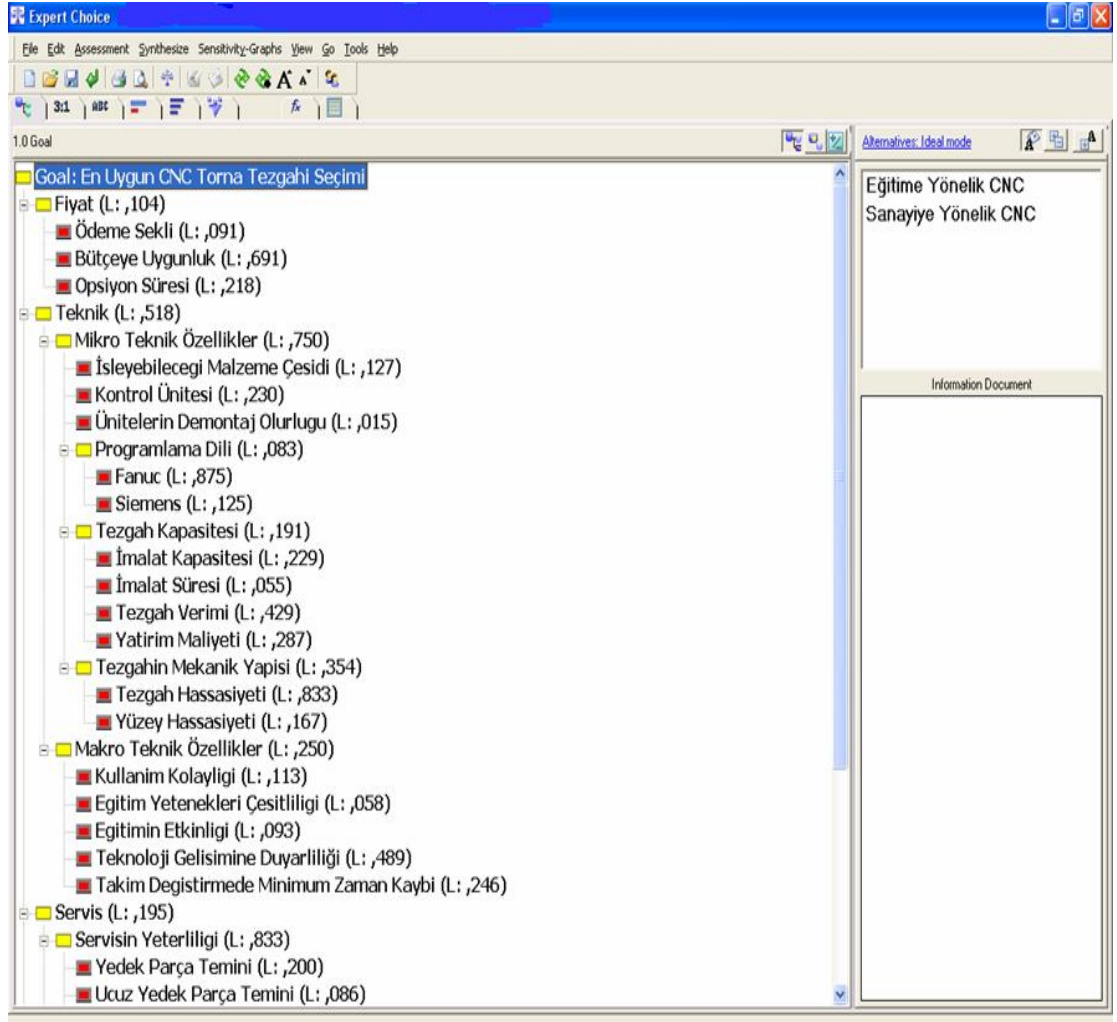 Expert Choice
File Edit Assessment Synthesize Sensitivity-Graphs View Go Tools Help
3:1 ABC fx
1.0 Goal
Alternatives: Ideal mode
Goal: En Uygun CNC Torna Tezgahi Seçimi
Fiyat (L: ,104)
Ödeme Sekli (L: ,091)
Bütçeye Uygunluk (L: ,691)
Opsiyon Süresi (L: ,218)
Teknik (L: ,518)
Mikro Teknik Özellikler (L: ,750)
İsleyebilecegi Malzeme Çesidi (L: ,127)
Kontrol Ünitesi (L: ,230)
Ünitelerin Demontaj Olurlugu (L: ,015)
Programlama Dili (L: ,083)
Fanuc (L: ,875)
Siemens (L: ,125)
Tezgah Kapasitesi (L: ,191)
İmalat Kapasitesi (L: ,229)
İmalat Süresi (L: ,055)
Tezgah Verimi (L: ,429)
Yatirim Maliyeti (L: ,287)
Tezgahin Mekanik Yapisi (L: ,354)
Tezgah Hassasiyeti (L: ,833)
Yüzey Hassasiyeti (L: ,167)
Makro Teknik Özellikler (L: ,250)
Kullanim Kolayligi (L: ,113)
Egitim Yetenekleri Çesitliligi (L: ,058)
Egitimin Etkinligi (L: ,093)
Teknoloji Gelisimine Duyarliliği (L: ,489)
Takim Degistirmede Minimum Zaman Kaybi (L: ,246)
Servis (L: ,195)
Servisin Yeterliligi (L: ,833)
Yedek Parça Temini (L: ,200)
Ucuz Yedek Parça Temini (L: ,086)
Eğitime Yönelik CNC
Sanayiye Yönelik CNC
Information Document